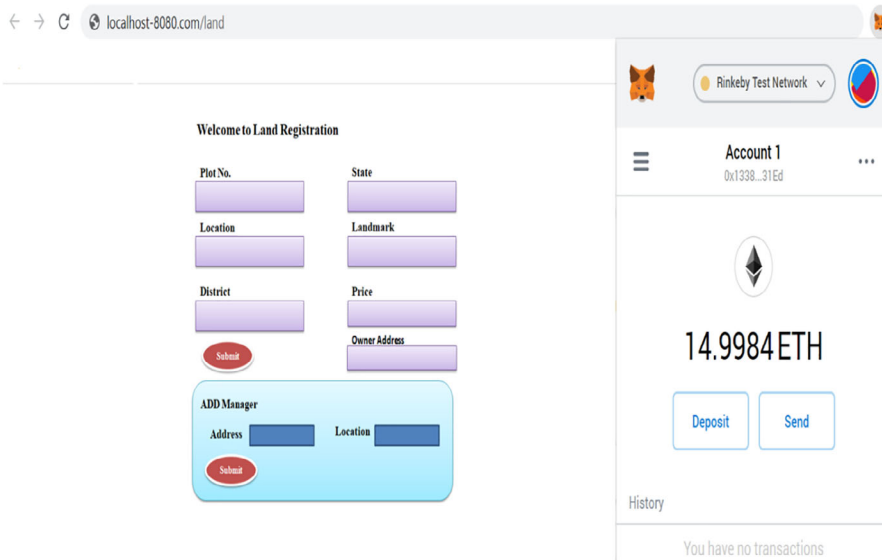 localhost-8080.com/land
Rinkeby Test Network
Account 1
0x1338...31Ed
14.9984 ETH
Deposit Send
History
You have no transactions
Welcome to Land Registration
Plot No. State
Location Landmark
District Price
Owner Address
Submit
ADD Manager
Address Location
Submit